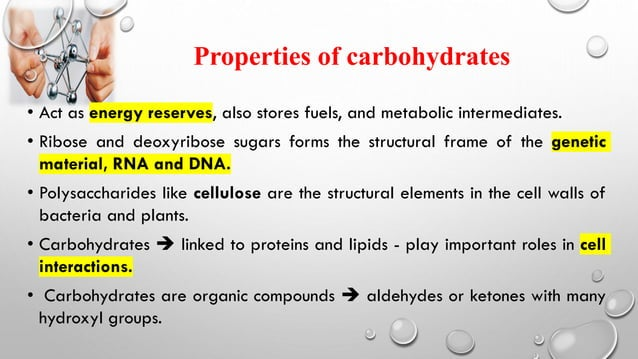 Properties of carbohydrates
• Act as energy reserves, also stores fuels, and metabolic intermediates.
• Ribose and deoxyribose sugars forms the structural frame of the genetic
material, RNA and DNA.
• Polysaccharides like cellulose are the structural elements in the cell walls of
bacteria and plants.
• Carbohydrates ➔ linked to proteins and lipids - play important roles in cell
interactions.
• Carbohydrates are organic compounds ➔ aldehydes or ketones with many
hydroxyl groups.